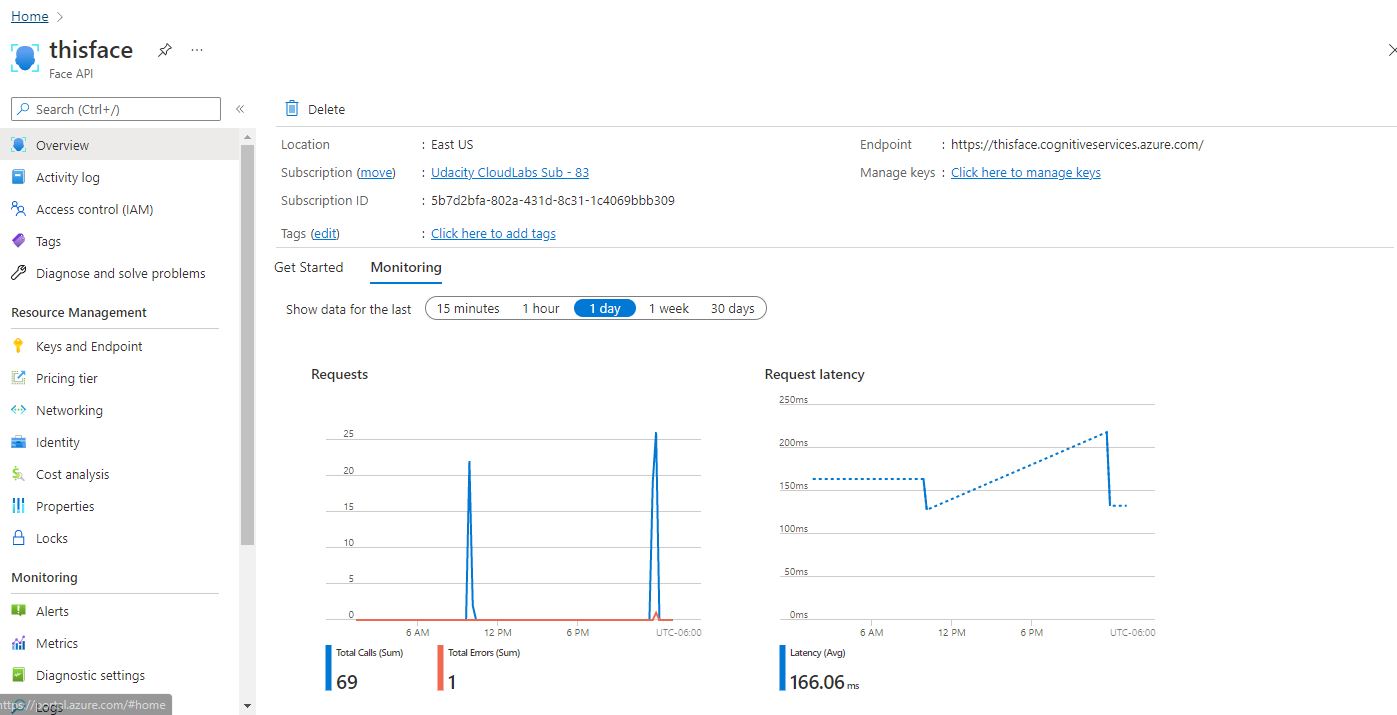 Home
thisface
Face API
Search (Ctrl+/)
Overview
Activity log
Access control (IAM)
Tags
Diagnose and solve problems
Resource Management
Keys and Endpoint
Pricing tier
Networking
Identity
Cost analysis
Properties
Locks
Monitoring
Alerts
Metrics
Diagnostic settings
Logs
https://portal.azure.com/#home
Delete
Location : East US
Subscription (move) : Udacity CloudLabs Sub - 83
Subscription ID : 5b7d2bfa-802a-431d-8c31-1c4069bbb309
Tags (edit) : Click here to add tags
Endpoint : https://thisface.cognitiveservices.azure.com/
Manage keys : Click here to manage keys
Get Started Monitoring
Show data for the last 15 minutes 1 hour 1 day 1 week 30 days
Requests
25
20
15
10
5
0
6 AM 12 PM 6 PM UTC-06:00
Total Calls (Sum) Total Errors (Sum)
69 1
Request latency
250ms
200ms
150ms
100ms
50ms
0ms
6 AM 12 PM 6 PM UTC-06:00
Latency (Avg)
166.06 ms